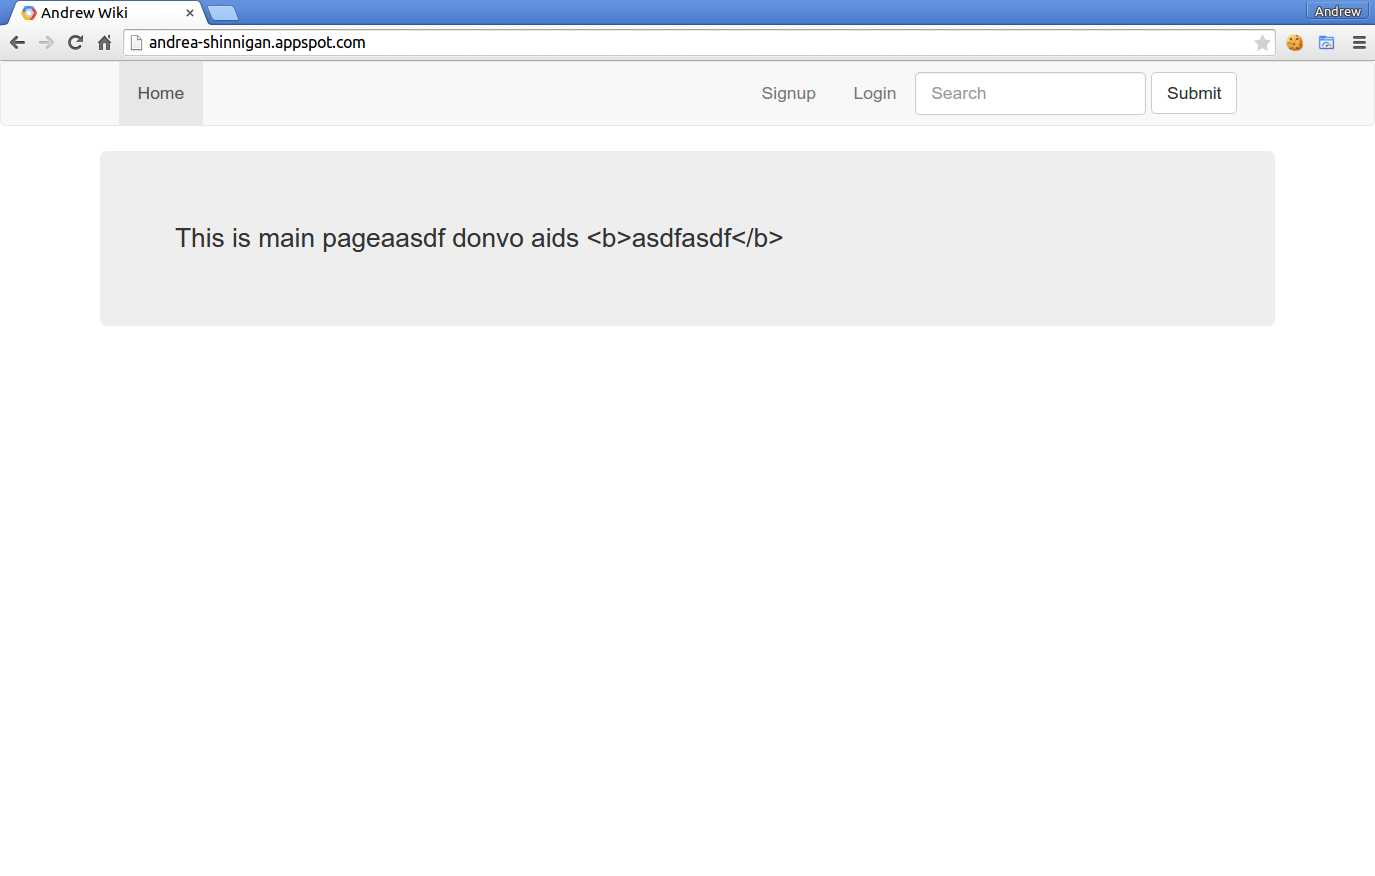 Andrew Wiki
Andrew
andrea-shinnigan.appspot.com
Home
Signup
Login
Search
Submit
This is main pageaasdf donvo aids <b>asdfasdf</b>